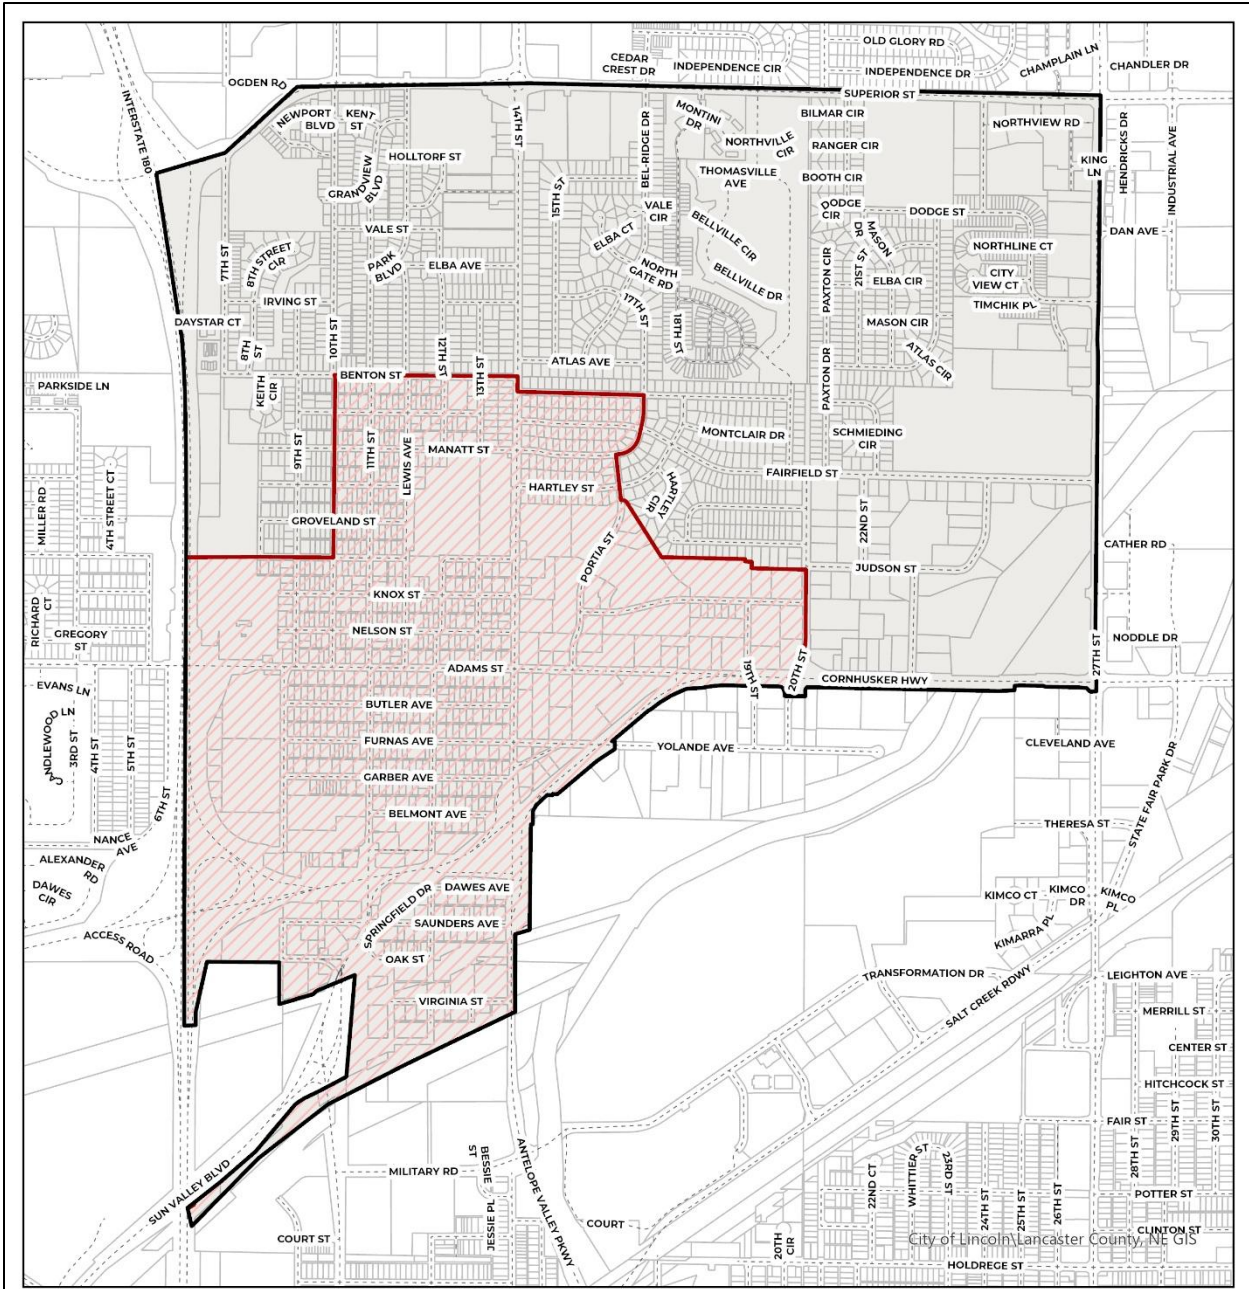 OLD GLORY RD
CEDAR
CREST DR
INDEPENDENCE CIR
INDEPENDENCE DR
CHAMPLAIN LN
CHANDLER DR
OGDEN RD
SUPERIOR ST
INTERSTATE 180
NEWPORT
BLVD
KENT
ST
14TH ST
BEL-RIDGE DR
MONTINI
DR
NORTHVILLE
CIR
BILMAR CIR
NORTHVIEW RD
HENDRICKS DR
INDUSTRIAL AVE
HOLLTORF ST
RANGER CIR
KING
LN
THOMASVILLE
AVE
BOOTH CIR
GRANDVIEW
BLVD
15TH ST
VALE
CIR
DODGE
CIR
DODGE ST
VALE ST
ELBA CT
BELLVILLE CIR
MASON
DR
DAN AVE
7TH ST
8TH STREET
CIR
PARK
BLVD
ELBA AVE
NORTH
GATE RD
BELLVILLE DR
PAXTON CIR
21ST ST
NORTHLINE CT
ELBA CIR
CITY
VIEW CT
IRVING ST
17TH ST
TIMCHIK PL
DAYSTAR CT
10TH ST
18TH ST
MASON CIR
8TH
ST
12TH ST
ATLAS AVE
ATLAS CIR
PARKSIDE LN
BENTON ST
13TH ST
KEITH
CIR
PAXTON DR
MONTCLAIR DR
SCHMIEDING
CIR
9TH ST
11TH ST
LEWIS AVE
MANATT ST
FAIRFIELD ST
MILLER RD
4TH STREET CT
HARTLEY ST
HARTLEY
CIR
GROVELAND ST
22ND ST
PORTIA ST
CATHER RD
JUDSON ST
KNOX ST
RICHARD
CT
GREGORY
ST
NELSON ST
NODDLE DR
ADAMS ST
19TH ST
20TH ST
CORNHUSKER HWY
27TH ST
EVANS LN
CANDLEWOOD LN
3RD ST
4TH ST
5TH ST
BUTLER AVE
FURNAS AVE
YOLANDE AVE
CLEVELAND AVE
STATE FAIR PARK DR
GARBER AVE
6TH ST
BELMONT AVE
THERESA ST
NANCE
AVE
ALEXANDER
RD
DAWES
CIR
SPRINGFIELD DR
DAWES AVE
KIMCO CT
KIMCO
DR
KIMCO
PL
SAUNDERS AVE
KIMARRA PL
ACCESS ROAD
OAK ST
TRANSFORMATION DR
SALT CREEK RDWY
LEIGHTON AVE
VIRGINIA ST
MERRILL ST
CENTER ST
HITCHCOCK ST
FAIR ST
28TH ST
29TH ST
30TH ST
SUN VALLEY BLVD
MILITARY RD
BESSIE
ST
ANTELOPE VALLEY PKWY
22ND CT
WHITTIER ST
23RD ST
24TH ST
25TH ST
26TH ST
POTTER ST
COURT ST
JESSIE PL
COURT
20TH
CIR
CLINTON ST
City of Lincoln\Lancaster County, NE GIS
HOLDREGE ST